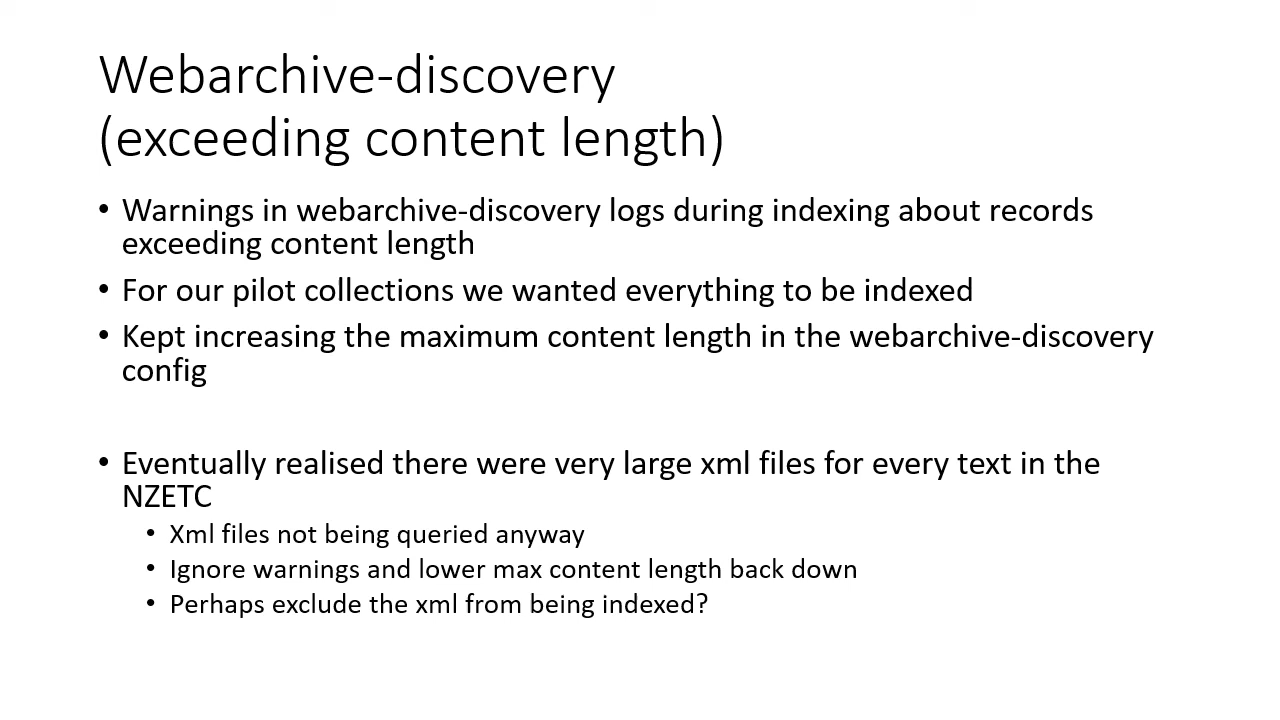 Webarchive-discovery
(exceeding content length)
• Warnings in webarchive-discovery logs during indexing about records
exceeding content length
• For our pilot collections we wanted everything to be indexed
• Kept increasing the maximum content length in the webarchive-discovery
config
• Eventually realised there were very large xml files for every text in the
NZETC
• Xml files not being queried anyway
• Ignore warnings and lower max content length back down
• Perhaps exclude the xml from being indexed?